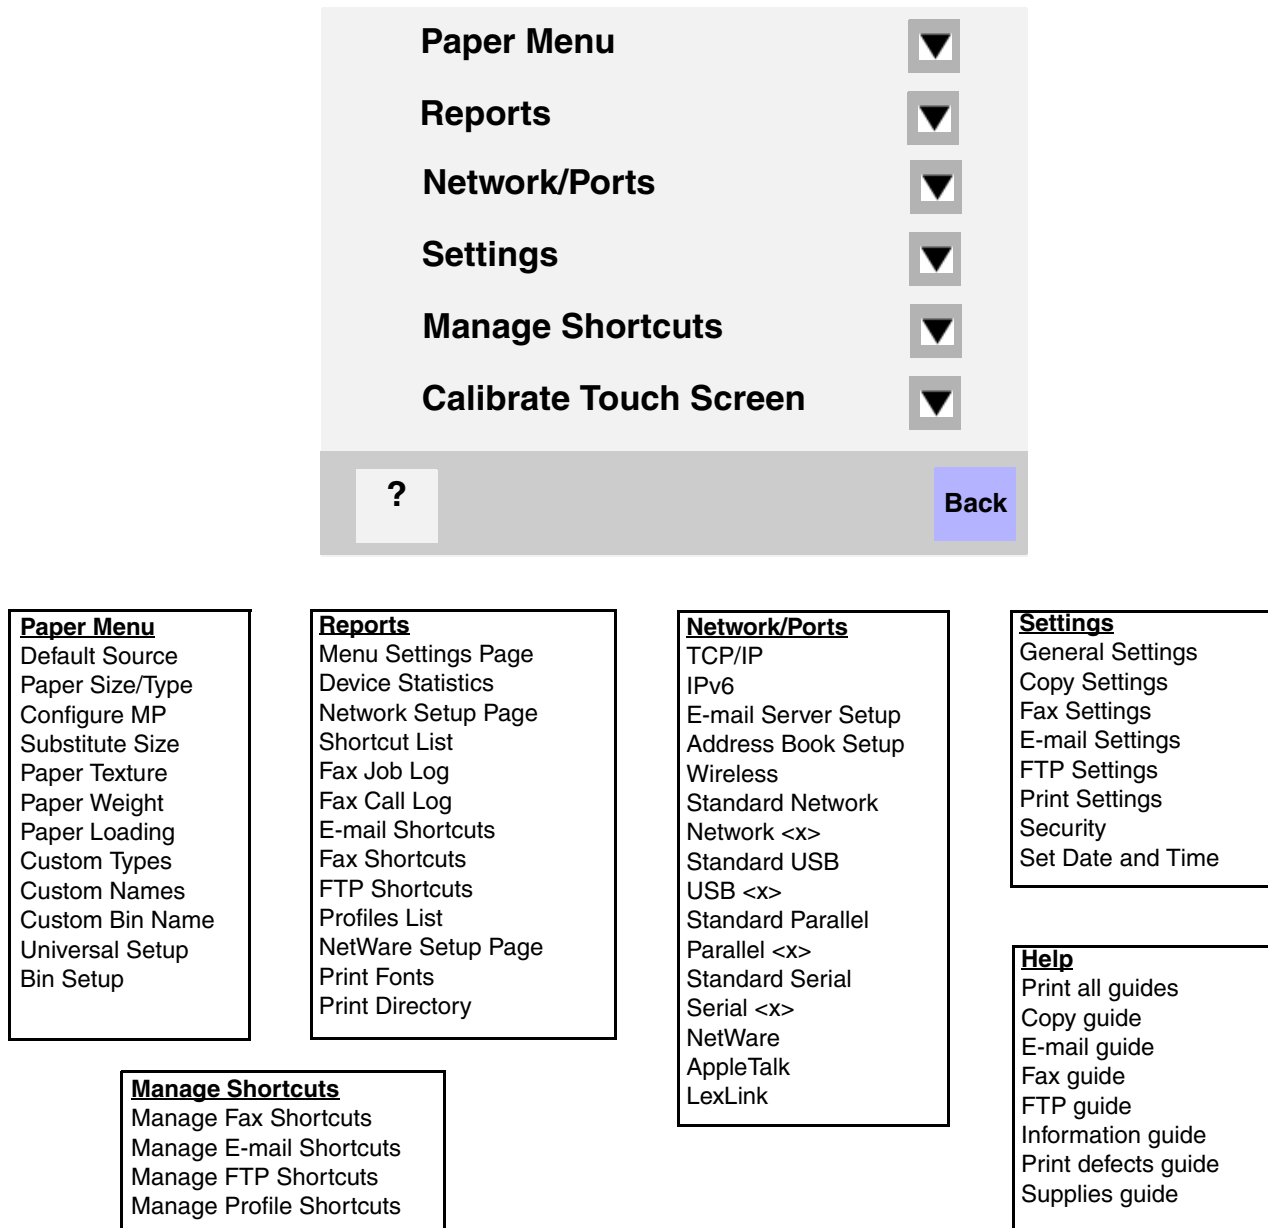 Paper Menu
Reports
Network/Ports
Settings
Manage Shortcuts
Calibrate Touch Screen
?
Back
Paper Menu
Default Source
Paper Size/Type
Configure MP
Substitute Size
Paper Texture
Paper Weight
Paper Loading
Custom Types
Custom Names
Custom Bin Name
Universal Setup
Bin Setup
Reports
Menu Settings Page
Device Statistics
Network Setup Page
Shortcut List
Fax Job Log
Fax Call Log
E-mail Shortcuts
Fax Shortcuts
FTP Shortcuts
Profiles List
NetWare Setup Page
Print Fonts
Print Directory
Network/Ports
TCP/IP
IPv6
E-mail Server Setup
Address Book Setup
Wireless
Standard Network
Network <x>
Standard USB
USB <x>
Standard Parallel
Parallel <x>
Standard Serial
Serial <x>
NetWare
AppleTalk
LexLink
Settings
General Settings
Copy Settings
Fax Settings
E-mail Settings
FTP Settings
Print Settings
Security
Set Date and Time
Help
Print all guides
Copy guide
E-mail guide
Fax guide
FTP guide
Information guide
Print defects guide
Supplies guide
Manage Shortcuts
Manage Fax Shortcuts
Manage E-mail Shortcuts
Manage FTP Shortcuts
Manage Profile Shortcuts